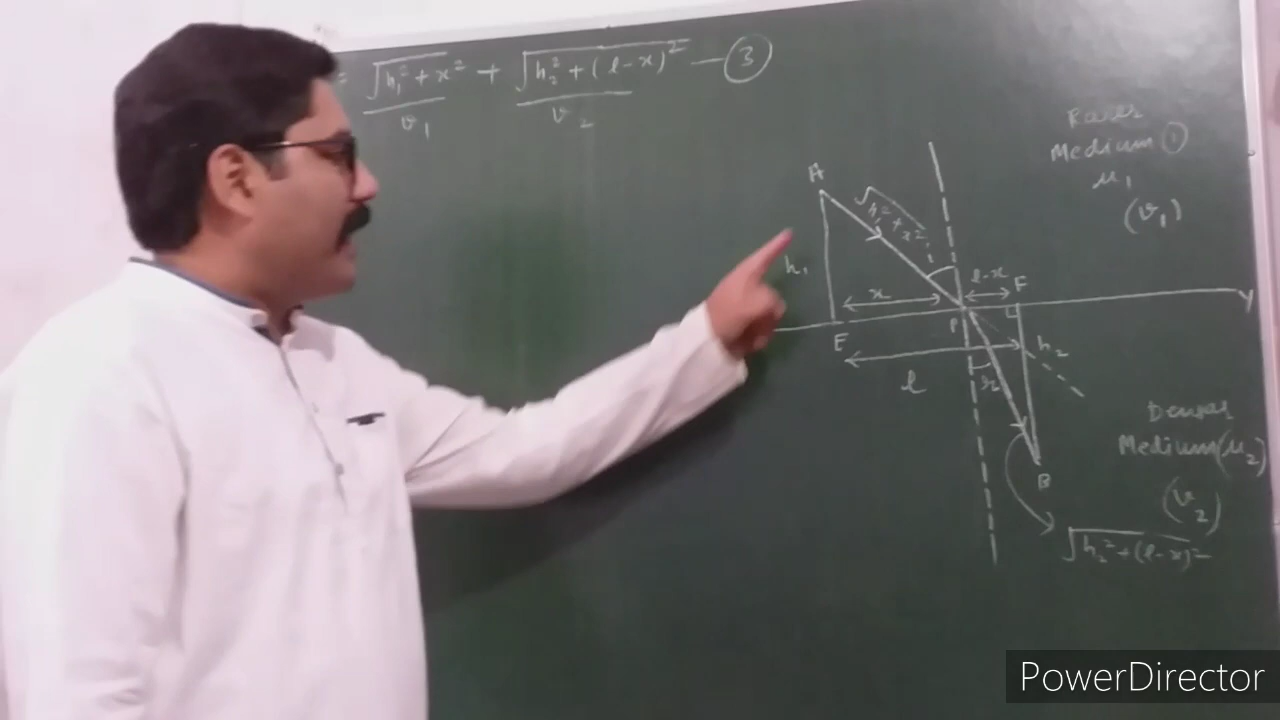 = √h₁² + x² / v₁ + √h₂² + (l-x)² / v₂ — ③
Rarer
Medium ①
μ₁
(v₁)
A
√h₁² + x²
h₁
x
l-x
F
Y
E
P
h₂
l
r
B
Denser
Medium (μ₂)
(v₂)
√h₂² + (l-x)²
PowerDirector